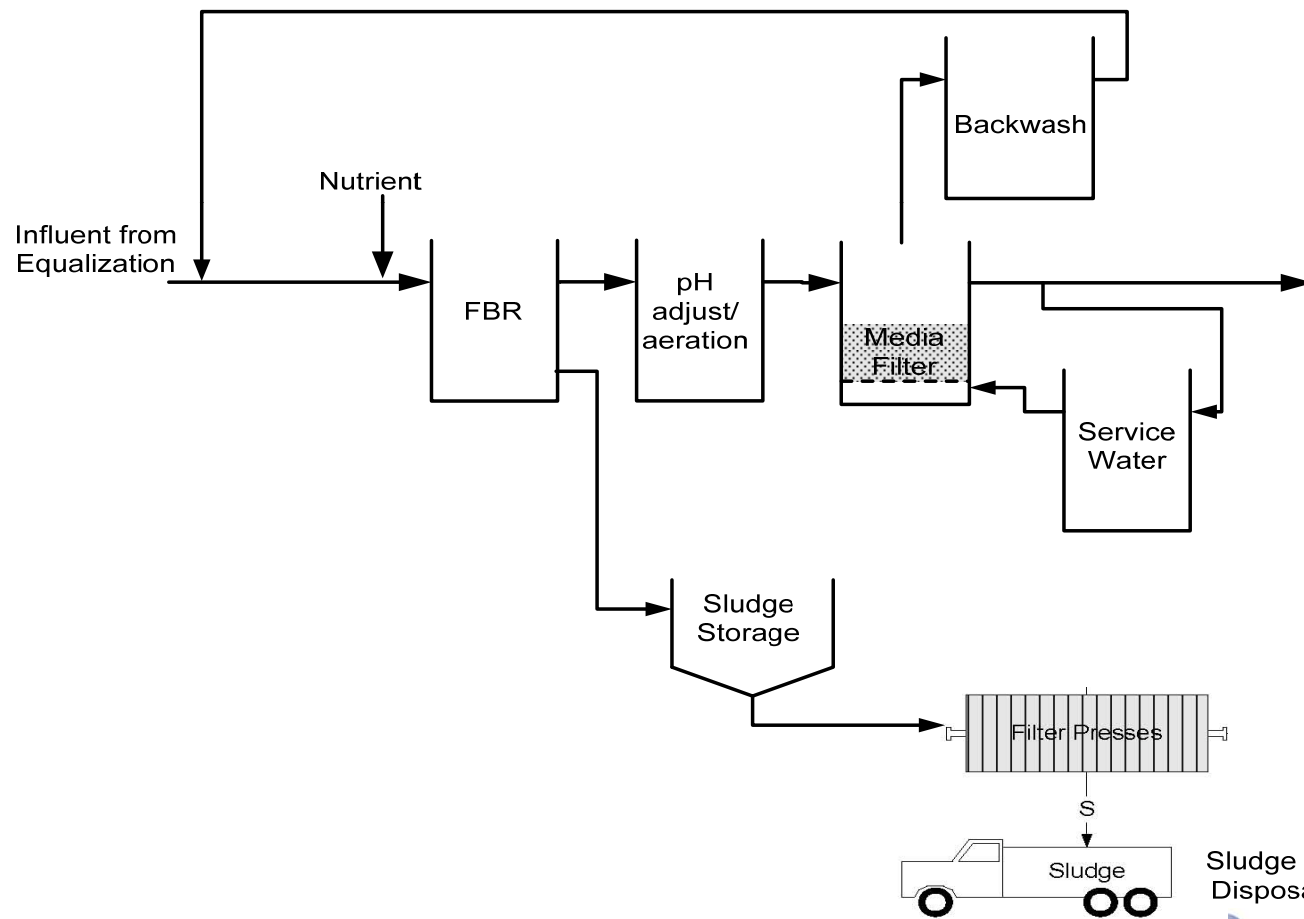 Backwash
Nutrient
Influent from
Equalization
FBR
pH
adjust/
aeration
Media
Filter
Service
Water
Sludge
Storage
Filter Presses
S
Sludge
Sludge
Disposa